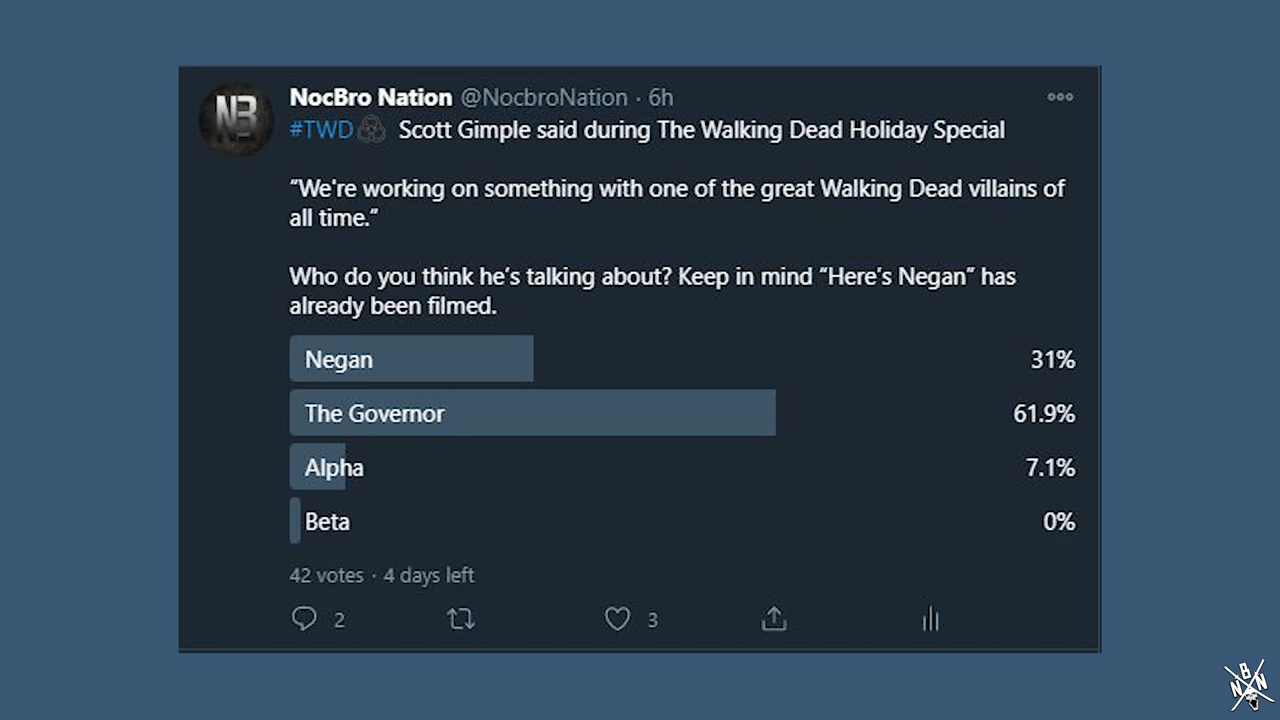 NB
NocBro Nation @NocbroNation · 6h
#TWD Scott Gimple said during The Walking Dead Holiday Special
“We're working on something with one of the great Walking Dead villains of
all time.”
Who do you think he’s talking about? Keep in mind “Here’s Negan” has
already been filmed.
Negan 31%
The Governor 61.9%
Alpha 7.1%
Beta 0%
42 votes · 4 days left
2 3
NBN